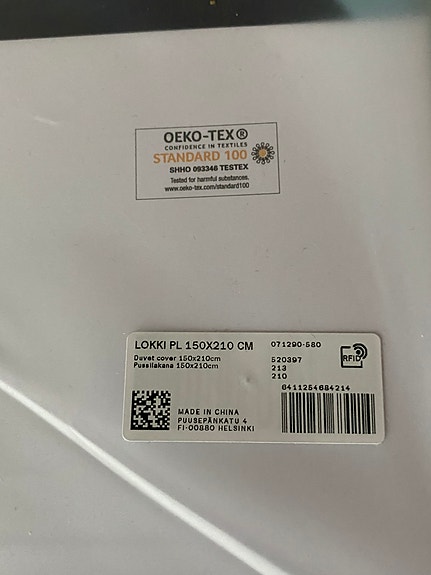 OEKO-TEX®
CONFIDENCE IN TEXTILES
STANDARD 100
SHHO 093348 TESTEX
Tested for harmful substances.
www.oeko-tex.com/standard100
LOKKI PL 150X210 CM
Duvet cover 150x210cm
Pussilakana 150x210cm
071290-580
520397
213
210
RFID
6411254684214
MADE IN CHINA
PUUSEPÄNKATU 4
FI-00880 HELSINKI